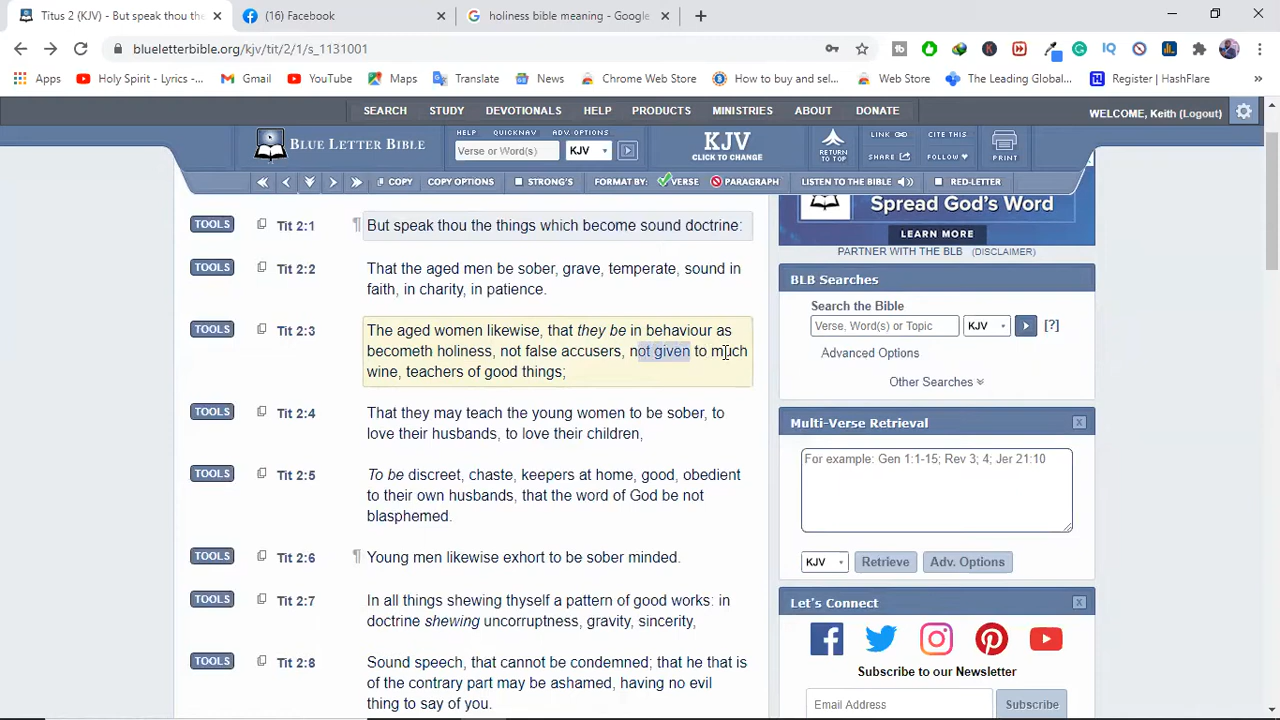 Titus 2 (KJV) - But speak thou the
(16) Facebook
holiness bible meaning - Google
blueletterbible.org/kjv/tit/2/1/s_1131001
Apps
Holy Spirit - Lyrics -...
Gmail
YouTube
Maps
Translate
News
Chrome Web Store
How to buy and sel...
Web Store
The Leading Global...
Register | HashFlare
SEARCH STUDY DEVOTIONALS HELP PRODUCTS MINISTRIES ABOUT DONATE
WELCOME, Keith (Logout)
BLUE LETTER BIBLE
HELP QUICKNAV ADV. OPTIONS
Verse or Word(s) KJV
KJV
CLICK TO CHANGE
RETURN
TO TOP
LINK CITE THIS
SHARE FOLLOW
PRINT
COPY COPY OPTIONS STRONG'S FORMAT BY: VERSE PARAGRAPH LISTEN TO THE BIBLE RED-LETTER
TOOLS Tit 2:1 ¶ But speak thou the things which become sound doctrine:
TOOLS Tit 2:2 That the aged men be sober, grave, temperate, sound in
faith, in charity, in patience.
TOOLS Tit 2:3 The aged women likewise, that they be in behaviour as
becometh holiness, not false accusers, not given to much
wine, teachers of good things;
TOOLS Tit 2:4 That they may teach the young women to be sober, to
love their husbands, to love their children,
TOOLS Tit 2:5 To be discreet, chaste, keepers at home, good, obedient
to their own husbands, that the word of God be not
blasphemed.
TOOLS Tit 2:6 ¶ Young men likewise exhort to be sober minded.
TOOLS Tit 2:7 In all things shewing thyself a pattern of good works: in
doctrine shewing uncorruptness, gravity, sincerity,
TOOLS Tit 2:8 Sound speech, that cannot be condemned; that he that is
of the contrary part may be ashamed, having no evil
thing to say of you.
Spread God's Word
LEARN MORE
PARTNER WITH THE BLB (DISCLAIMER)
BLB Searches
Search the Bible
Verse, Word(s) or Topic KJV [?]
Advanced Options
Other Searches
Multi-Verse Retrieval
For example: Gen 1:1-15; Rev 3; 4; Jer 21:10
KJV Retrieve Adv. Options
Let's Connect
Subscribe to our Newsletter
Email Address Subscribe